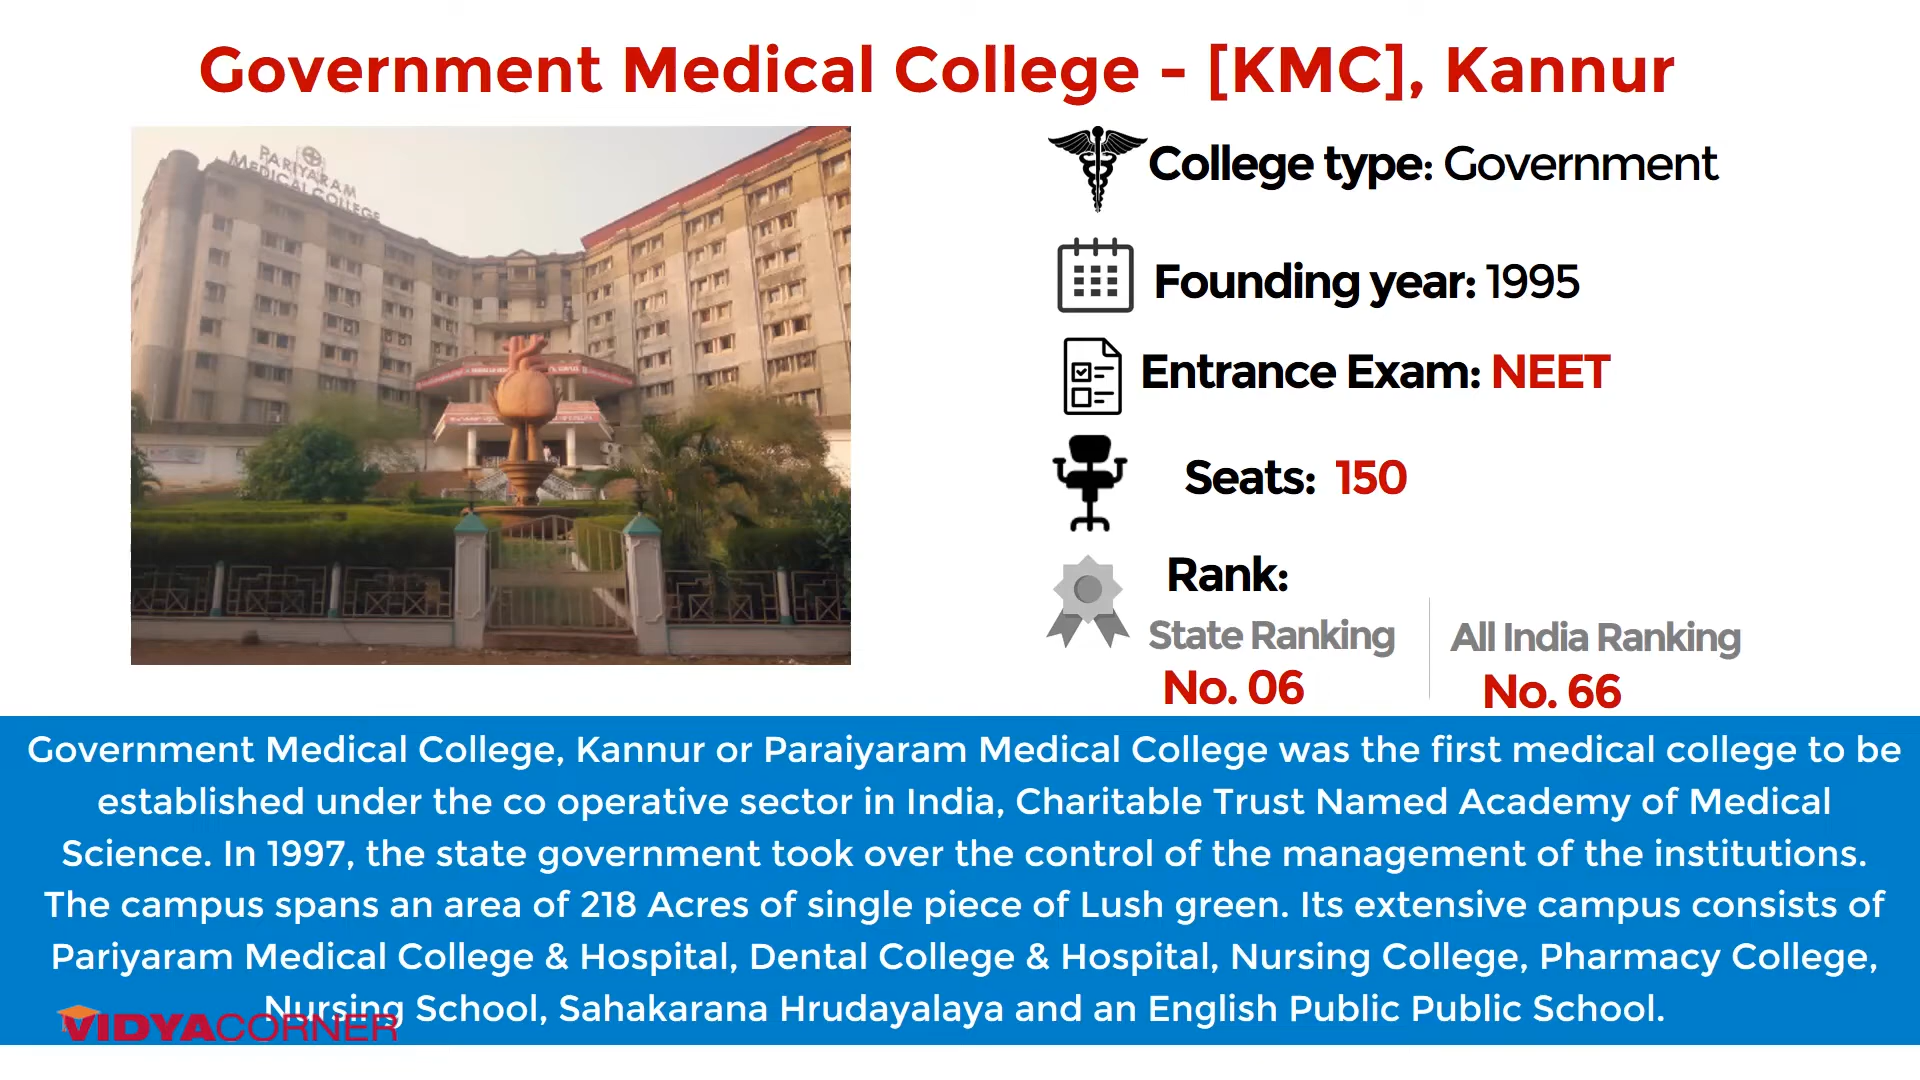 Government Medical College - [KMC], Kannur
PARIYARAM
MEDICAL COLLEGE
College type: Government
Founding year: 1995
Entrance Exam: NEET
Seats: 150
Rank:
State Ranking
No. 06
All India Ranking
No. 66
Government Medical College, Kannur or Paraiyaram Medical College was the first medical college to be
established under the co operative sector in India, Charitable Trust Named Academy of Medical
Science. In 1997, the state government took over the control of the management of the institutions.
The campus spans an area of 218 Acres of single piece of Lush green. Its extensive campus consists of
Pariyaram Medical College & Hospital, Dental College & Hospital, Nursing College, Pharmacy College,
Nursing School, Sahakarana Hrudayalaya and an English Public Public School.
VIDYACORNER